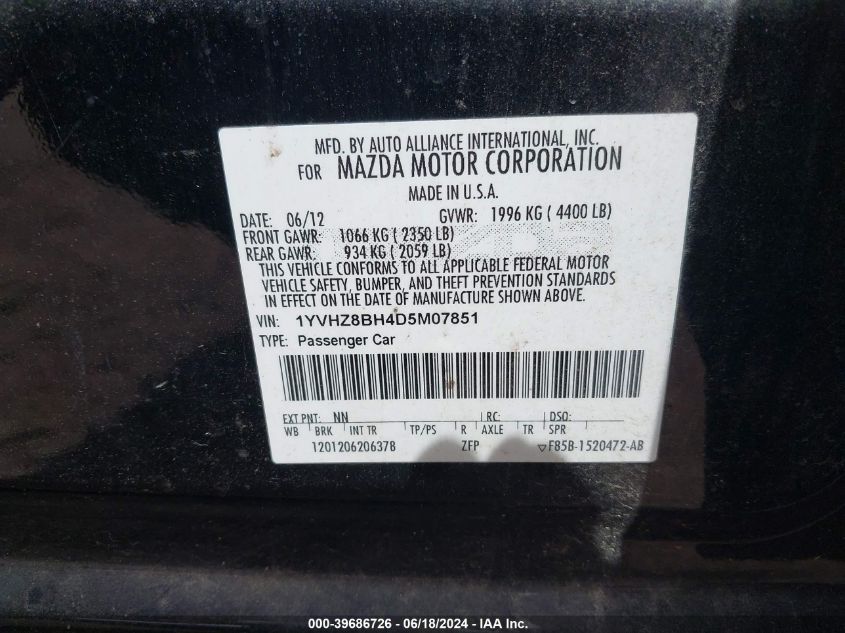 MFD. BY AUTO ALLIANCE INTERNATIONAL, INC.
FOR MAZDA MOTOR CORPORATION
MADE IN U.S.A.
DATE: 06/12 GVWR: 1996 KG ( 4400 LB)
FRONT GAWR: 1066 KG ( 2350 LB)
REAR GAWR: 934 KG ( 2059 LB)
THIS VEHICLE CONFORMS TO ALL APPLICABLE FEDERAL MOTOR
VEHICLE SAFETY, BUMPER, AND THEFT PREVENTION STANDARDS
IN EFFECT ON THE DATE OF MANUFACTURE SHOWN ABOVE.
VIN: 1YVHZ8BH4D5M07851
TYPE: Passenger Car
EXT PNT: NN RC: DSO:
WB BRK INT TR TP/PS R AXLE TR SPR
120120620637B ZFP F85B-1520472-AB
000-39686726 - 06/18/2024 - IAA Inc.